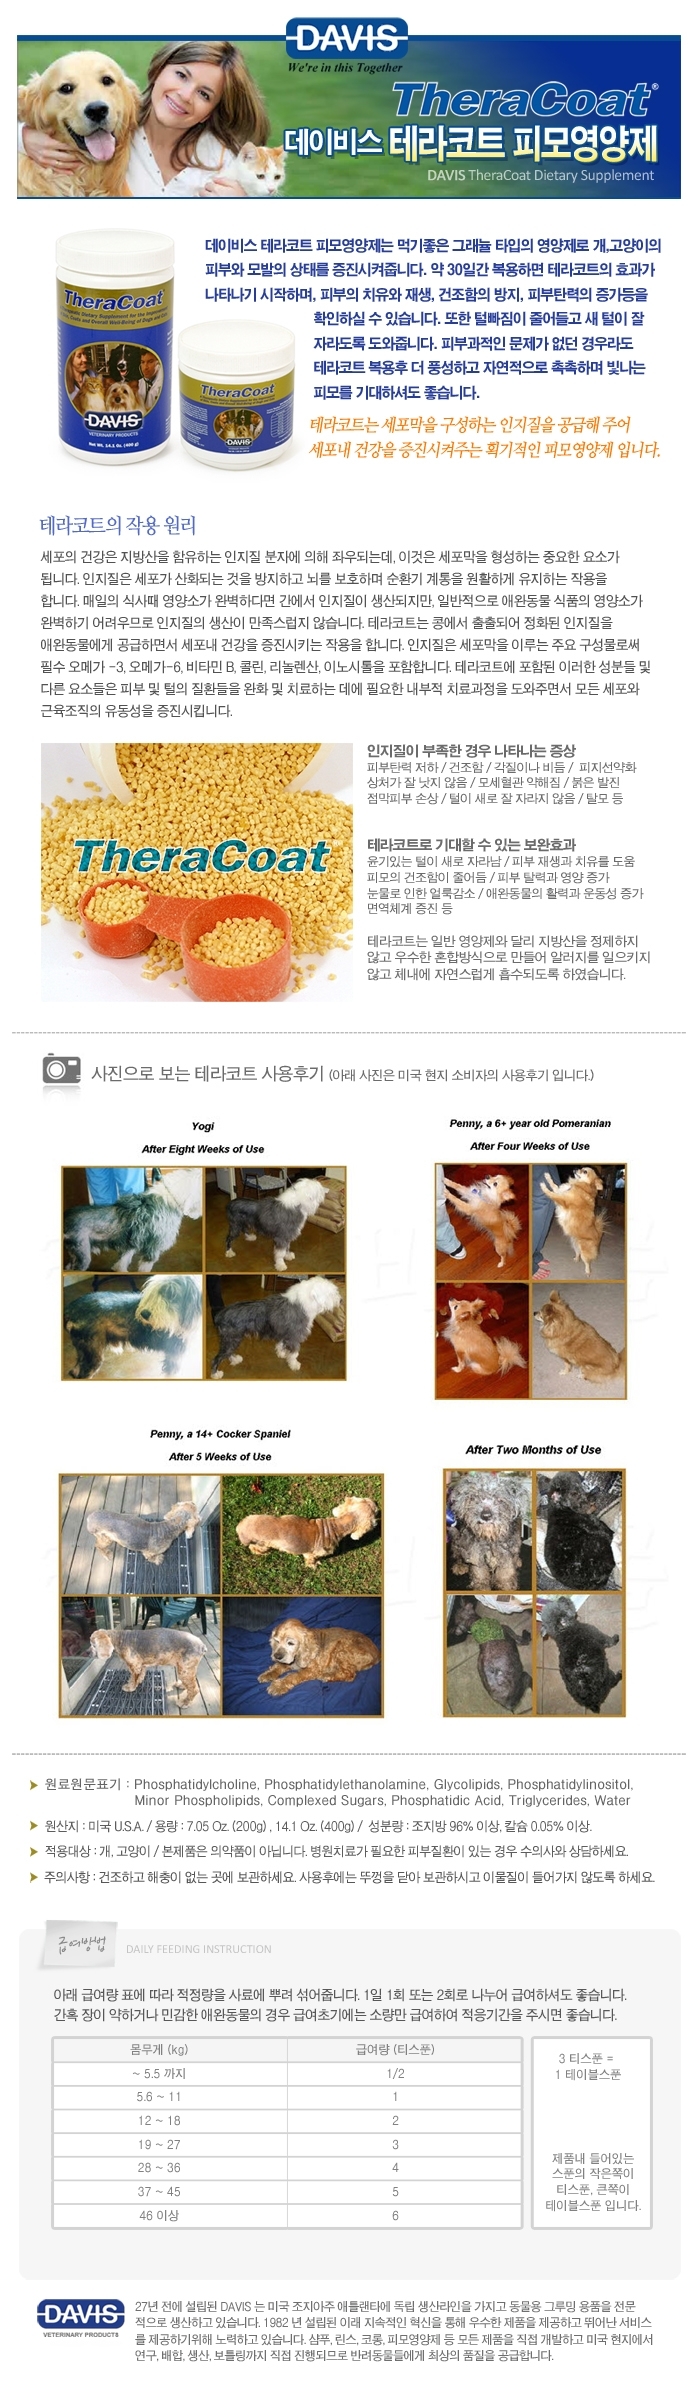 DAVIS
We're in this Together
TheraCoat®
데이비스 테라코트 피모영양제
DAVIS TheraCoat Dietary Supplement
데이비스 테라코트 피모영양제는 먹기좋은 그래뉼 타입의 영양제로 개,고양이의
피부와 모발의 상태를 증진시켜줍니다. 약 30일간 복용하면 테라코트의 효과가
나타나기 시작하며, 피부의 치유와 재생, 건조함의 방지, 피부탄력의 증가등을
확인하실 수 있습니다. 또한 털빠짐이 줄어들고 새 털이 잘
자라도록 도와줍니다. 피부과적인 문제가 없던 경우라도
테라코트 복용후 더 풍성하고 자연적으로 촉촉하며 빛나는
피모를 기대하셔도 좋습니다.
TheraCoat
DAVIS
VETERINARY PRODUCTS
Net Wt. 14.1 Oz. (400 g)
TheraCoat
DAVIS
테라코트는 세포막을 구성하는 인지질을 공급해 주어
세포내 건강을 증진시켜주는 획기적인 피모영양제 입니다.
테라코트의 작용 원리
세포의 건강은 지방산을 함유하는 인지질 분자에 의해 좌우되는데, 이것은 세포막을 형성하는 중요한 요소가
됩니다. 인지질은 세포가 산화되는 것을 방지하고 뇌를 보호하며 순환기 계통을 원활하게 유지하는 작용을
합니다. 매일의 식사때 영양소가 완벽하다면 간에서 인지질이 생산되지만, 일반적으로 애완동물 식품의 영양소가
완벽하기 어려우므로 인지질의 생산이 만족스럽지 않습니다. 테라코트는 콩에서 출출되어 정화된 인지질을
애완동물에게 공급하면서 세포내 건강을 증진시키는 작용을 합니다. 인지질은 세포막을 이루는 주요 구성물로써
필수 오메가 -3, 오메가-6, 비타민 B, 콜린, 리놀렌산, 이노시톨을 포함합니다. 테라코트에 포함된 이러한 성분들 및
다른 요소들은 피부 및 털의 질환들을 완화 및 치료하는 데에 필요한 내부적 치료과정을 도와주면서 모든 세포와
근육조직의 유동성을 증진시킵니다.
TheraCoat
인지질이 부족한 경우 나타나는 증상
피부탄력 저하 / 건조함 / 각질이나 비듬 / 피지선약화
상처가 잘 낫지 않음 / 모세혈관 약해짐 / 붉은 발진
점막피부 손상 / 털이 새로 잘 자라지 않음 / 탈모 등
테라코트로 기대할 수 있는 보완효과
윤기있는 털이 새로 자라남 / 피부 재생과 치유를 도움
피모의 건조함이 줄어듬 / 피부 탈력과 영양 증가
눈물로 인한 얼룩감소 / 애완동물의 활력과 운동성 증가
면역체계 증진 등
테라코트는 일반 영양제와 달리 지방산을 정제하지
않고 우수한 혼합방식으로 만들어 알러지를 일으키지
않고 체내에 자연스럽게 흡수되도록 하였습니다.
사진으로 보는 테라코트 사용후기 (아래 사진은 미국 현지 소비자의 사용후기 입니다.)
Yogi
After Eight Weeks of Use
Penny, a 6+ year old Pomeranian
After Four Weeks of Use
Penny, a 14+ Cocker Spaniel
After 5 Weeks of Use
After Two Months of Use
원료원문표기 : Phosphatidylcholine, Phosphatidylethanolamine, Glycolipids, Phosphatidylinositol,
Minor Phospholipids, Complexed Sugars, Phosphatidic Acid, Triglycerides, Water
원산지 : 미국 U.S.A. / 용량 : 7.05 Oz. (200g) , 14.1 Oz. (400g) / 성분량 : 조지방 96% 이상, 칼슘 0.05% 이상.
적용대상 : 개, 고양이 / 본제품은 의약품이 아닙니다. 병원치료가 필요한 피부질환이 있는 경우 수의사와 상담하세요.
주의사항 : 건조하고 해충이 없는 곳에 보관하세요. 사용후에는 뚜껑을 닫아 보관하시고 이물질이 들어가지 않도록 하세요.
급여방법
DAILY FEEDING INSTRUCTION
아래 급여량 표에 따라 적정량을 사료에 뿌려 섞어줍니다. 1일 1회 또는 2회로 나누어 급여하셔도 좋습니다.
간혹 장이 약하거나 민감한 애완동물의 경우 급여초기에는 소량만 급여하여 적응기간을 주시면 좋습니다.
몸무게 (kg) 급여량 (티스푼)
~ 5.5 까지 1/2
5.6 ~ 11 1
12 ~ 18 2
19 ~ 27 3
28 ~ 36 4
37 ~ 45 5
46 이상 6
3 티스푼 =
1 테이블스푼
제품내 들어있는
스푼의 작은쪽이
티스푼, 큰쪽이
테이블스푼 입니다.
DAVIS
VETERINARY PRODUCTS
27년 전에 설립된 DAVIS 는 미국 조지아주 애틀랜타에 독립 생산라인을 가지고 동물용 그루밍 용품을 전문
적으로 생산하고 있습니다. 1982 년 설립된 이래 지속적인 혁신을 통해 우수한 제품을 제공하고 뛰어난 서비스
를 제공하기위해 노력하고 있습니다. 샴푸, 린스, 코롱, 피모영양제 등 모든 제품을 직접 개발하고 미국 현지에서
연구, 배합, 생산, 보틀링까지 직접 진행되므로 반려동물들에게 최상의 품질을 공급합니다.